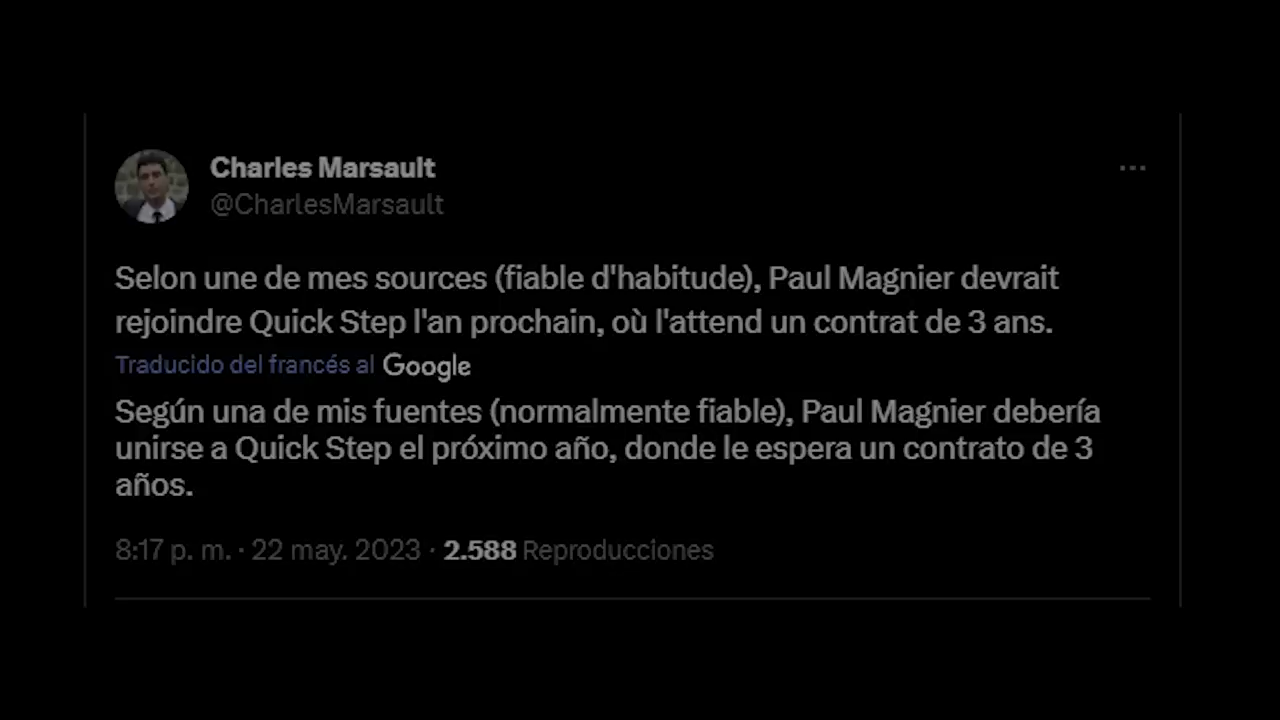 Charles Marsault
@CharlesMarsault
Selon une de mes sources (fiable d'habitude), Paul Magnier devrait
rejoindre Quick Step l'an prochain, où l'attend un contrat de 3 ans.
Traducido del francés al Google
Según una de mis fuentes (normalmente fiable), Paul Magnier debería
unirse a Quick Step el próximo año, donde le espera un contrato de 3
años.
8:17 p. m. · 22 may. 2023 · 2.588 Reproducciones